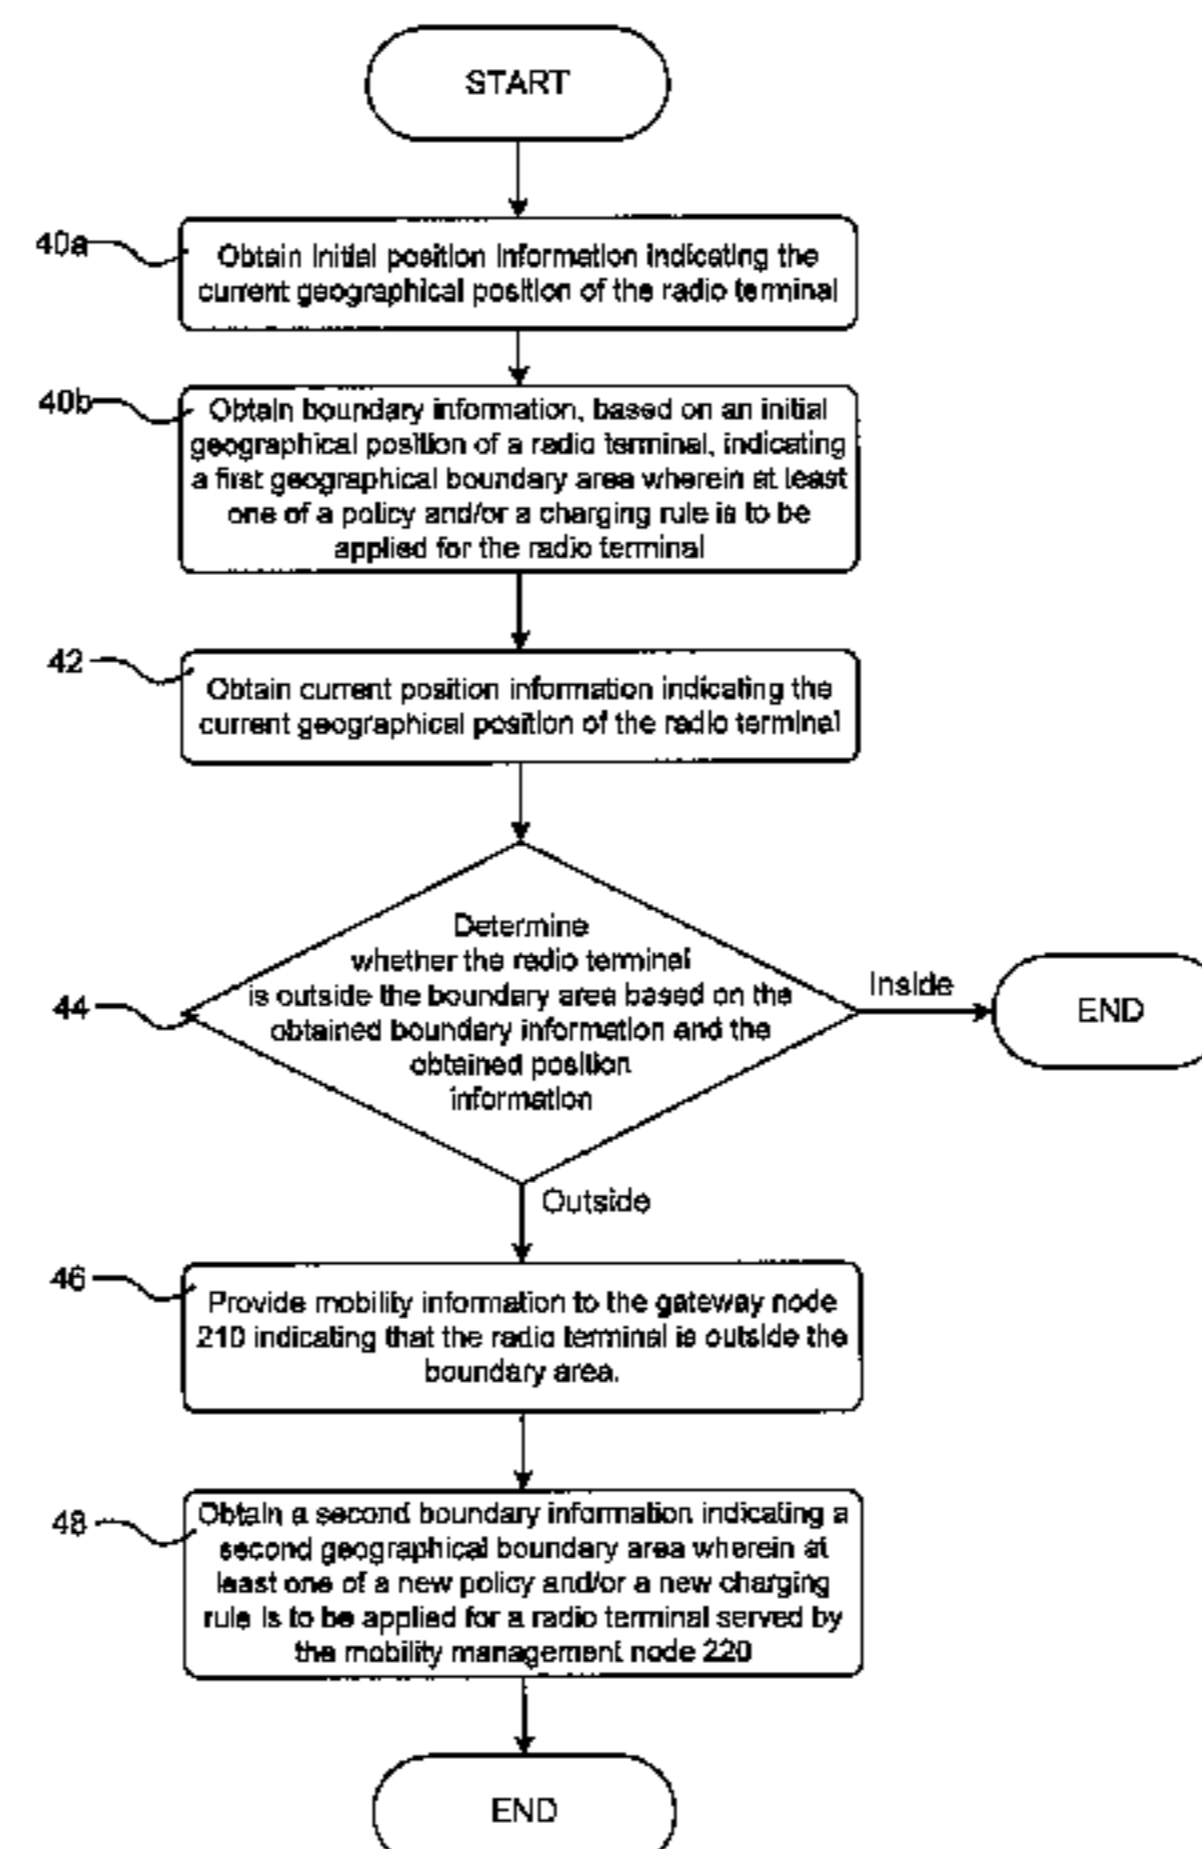 START
40a
Obtain initial position information indicating the
current geographical position of the radio terminal
40b
Obtain boundary information, based on an initial
geographical position of a radio terminal, indicating
a first geographical boundary area wherein at least
one of a policy and/or a charging rule is to be
applied for the radio terminal
42
Obtain current position information indicating the
current geographical position of the radio terminal
44
Determine
whether the radio terminal
is outside the boundary area based on the
obtained boundary information and the
obtained position
information
Inside
END
Outside
46
Provide mobility information to the gateway node
210 indicating that the radio terminal is outside the
boundary area.
48
Obtain a second boundary information indicating a
second geographical boundary area wherein at
least one of a new policy and/or a new charging
rule is to be applied for a radio terminal served by
the mobility management node 220
END